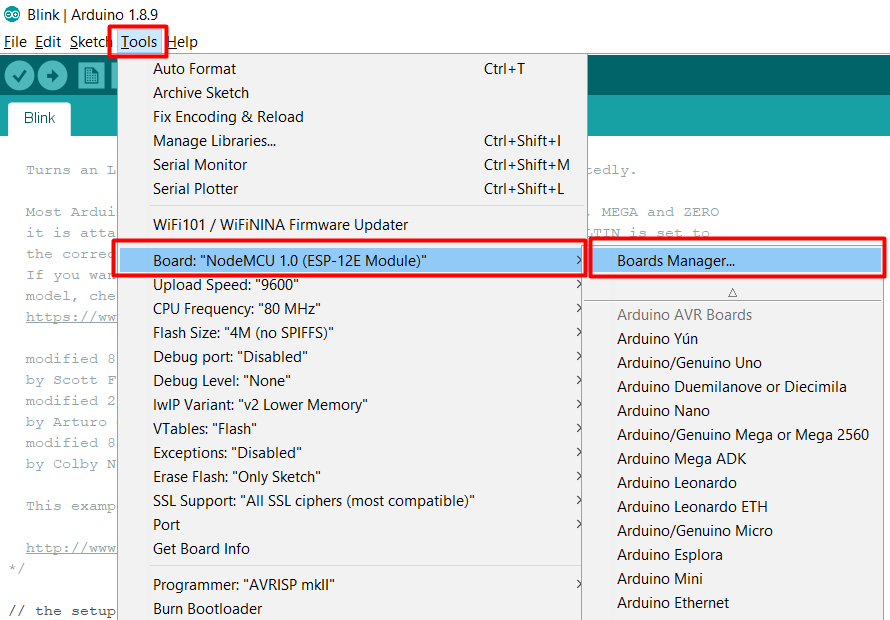 Blink | Arduino 1.8.9
File Edit Sketch Tools Help
Blink
Auto Format Ctrl+T
Archive Sketch
Fix Encoding & Reload
Manage Libraries... Ctrl+Shift+I
Serial Monitor Ctrl+Shift+M
Serial Plotter Ctrl+Shift+L
WiFi101 / WiFiNINA Firmware Updater
Board: "NodeMCU 1.0 (ESP-12E Module)"
Upload Speed: "9600"
CPU Frequency: "80 MHz"
Flash Size: "4M (no SPIFFS)"
Debug port: "Disabled"
Debug Level: "None"
lwIP Variant: "v2 Lower Memory"
VTables: "Flash"
Exceptions: "Disabled"
Erase Flash: "Only Sketch"
SSL Support: "All SSL ciphers (most compatible)"
Port
Get Board Info
Programmer: "AVRISP mkII"
Burn Bootloader
Boards Manager...
Arduino AVR Boards
Arduino Yún
Arduino/Genuino Uno
Arduino Duemilanove or Diecimila
Arduino Nano
Arduino/Genuino Mega or Mega 2560
Arduino Mega ADK
Arduino Leonardo
Arduino Leonardo ETH
Arduino/Genuino Micro
Arduino Esplora
Arduino Mini
Arduino Ethernet
Turns an L tedly.
Most Ardui , MEGA and ZERO
it is atta LTIN is set to
the correc
If you wan
model, che
https://ww
modified 8
by Scott F
modified 2
by Arturo
modified 8
by Colby N
This examp
http://www
*/
// the setup